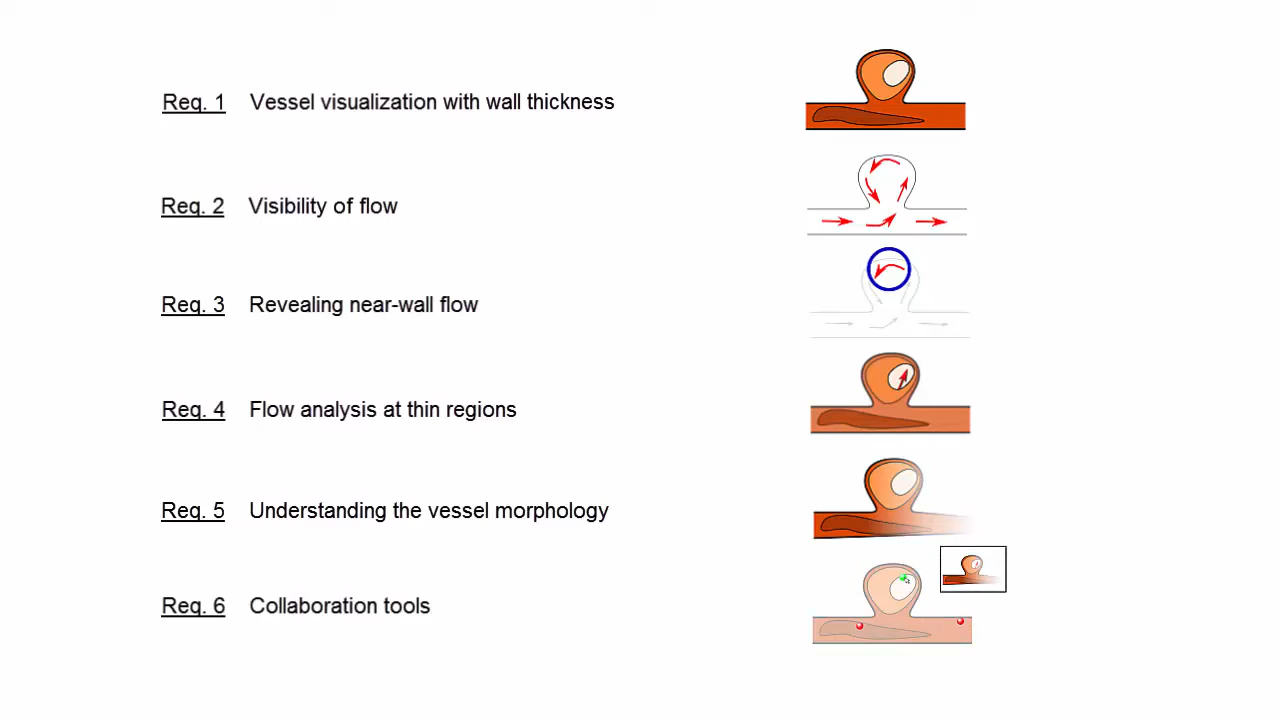 Req. 1 Vessel visualization with wall thickness
Req. 2 Visibility of flow
Req. 3 Revealing near-wall flow
Req. 4 Flow analysis at thin regions
Req. 5 Understanding the vessel morphology
Req. 6 Collaboration tools